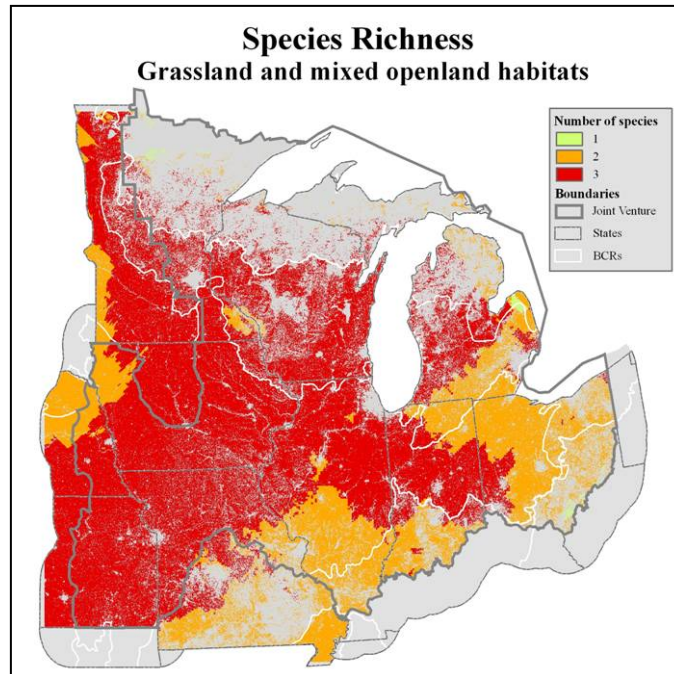 Species Richness
Grassland and mixed openland habitats
Number of species
1
2
3
Boundaries
Joint Venture
States
BCRs